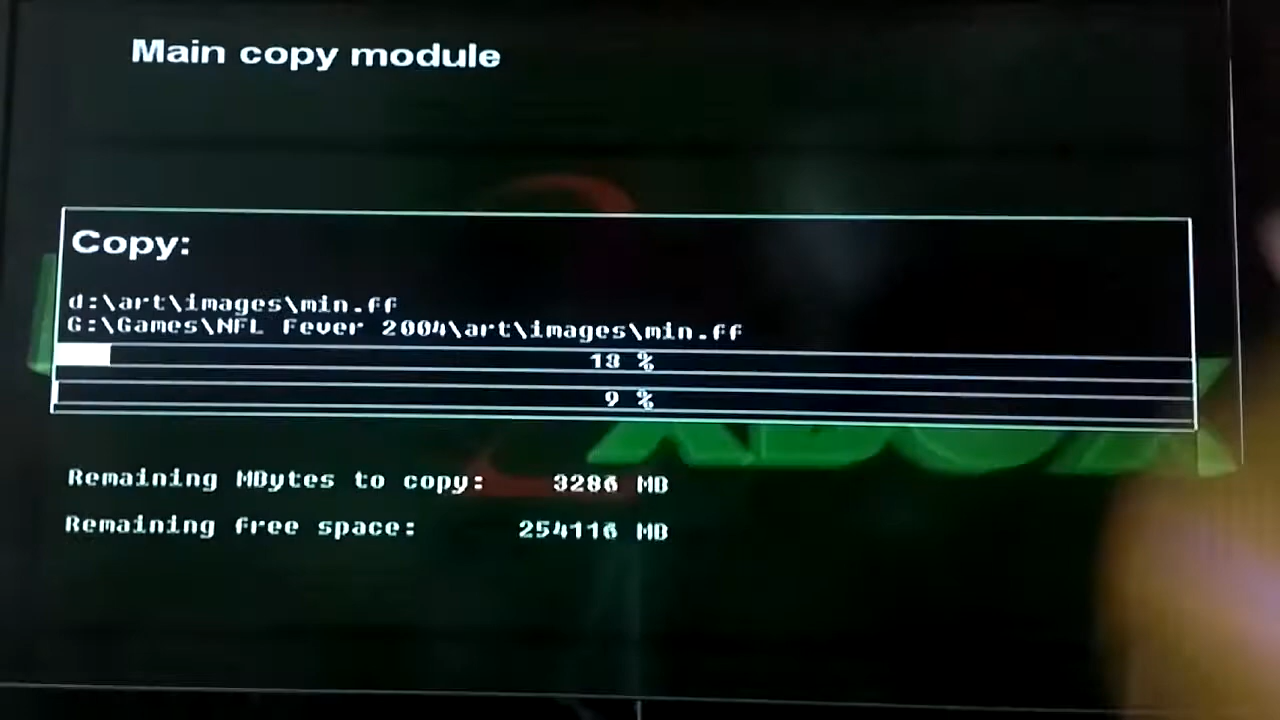 Main copy module
Copy:
d:\art\images\min.ff
G:\Games\NFL Fever 2004\art\images\min.ff
18 %
9 %
XBOX
Remaining MBytes to copy: 3286 MB
Remaining free space: 254116 MB